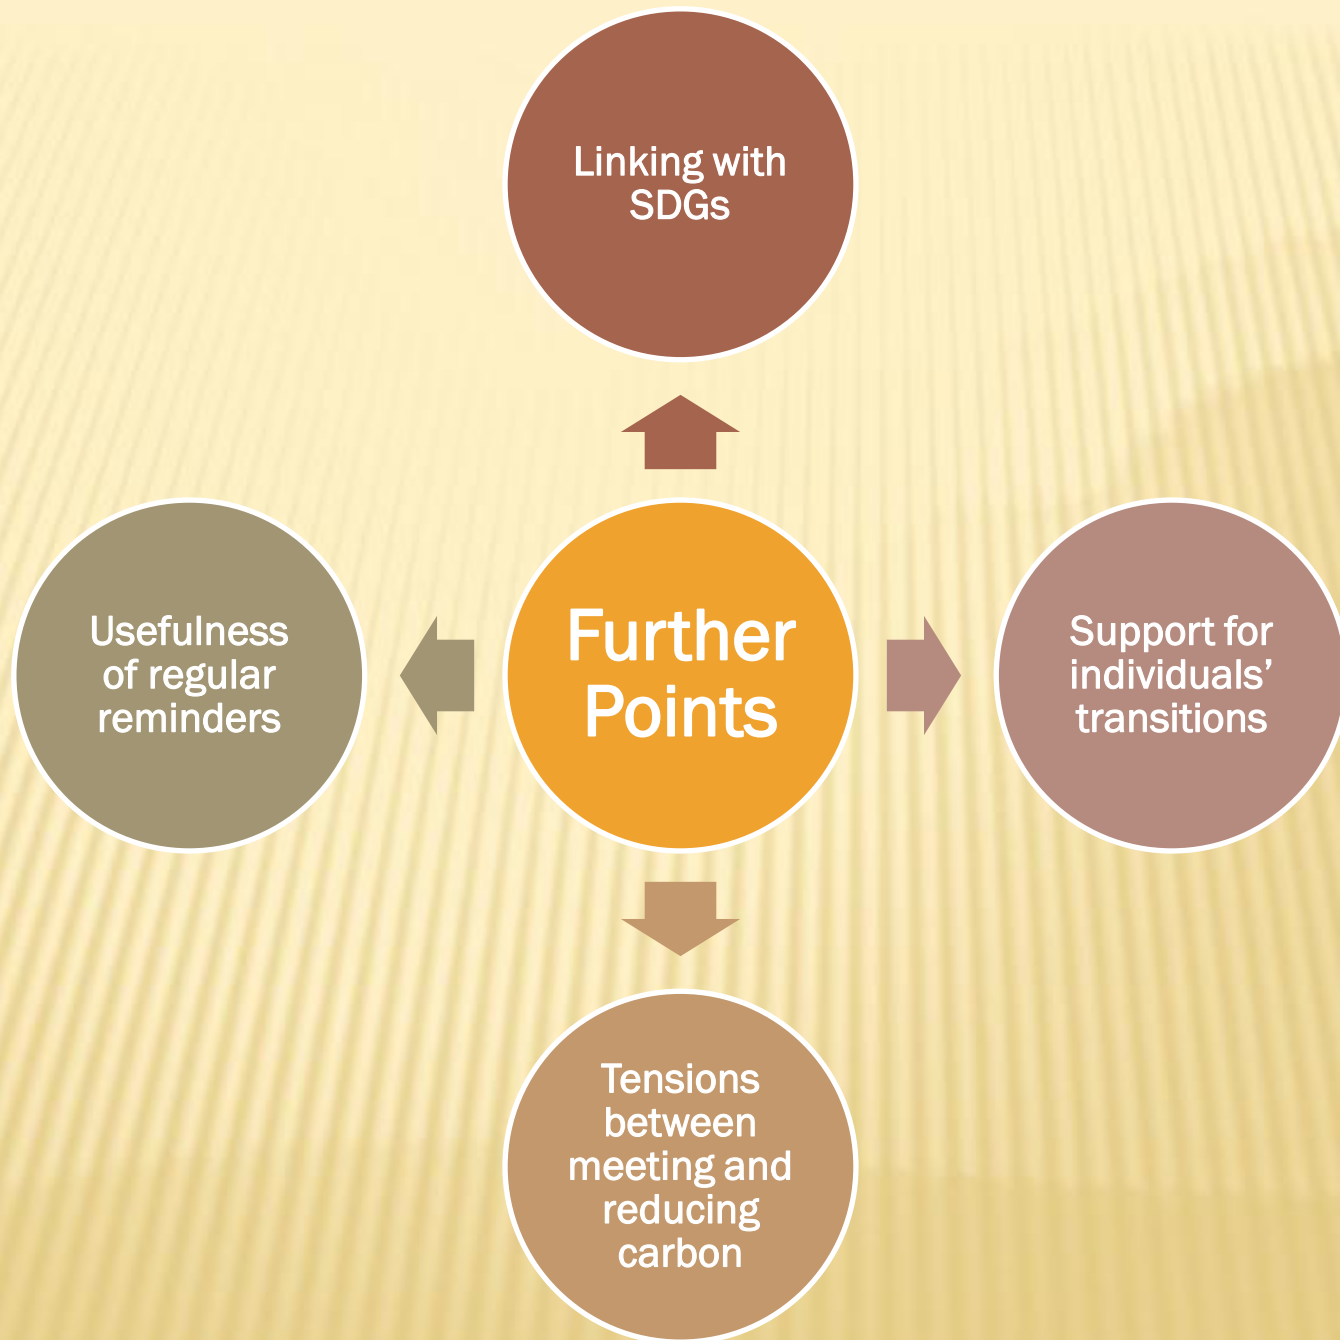 Linking with
SDGs
Usefulness
of regular
reminders
Further
Points
Support for
individuals’
transitions
Tensions
between
meeting and
reducing
carbon